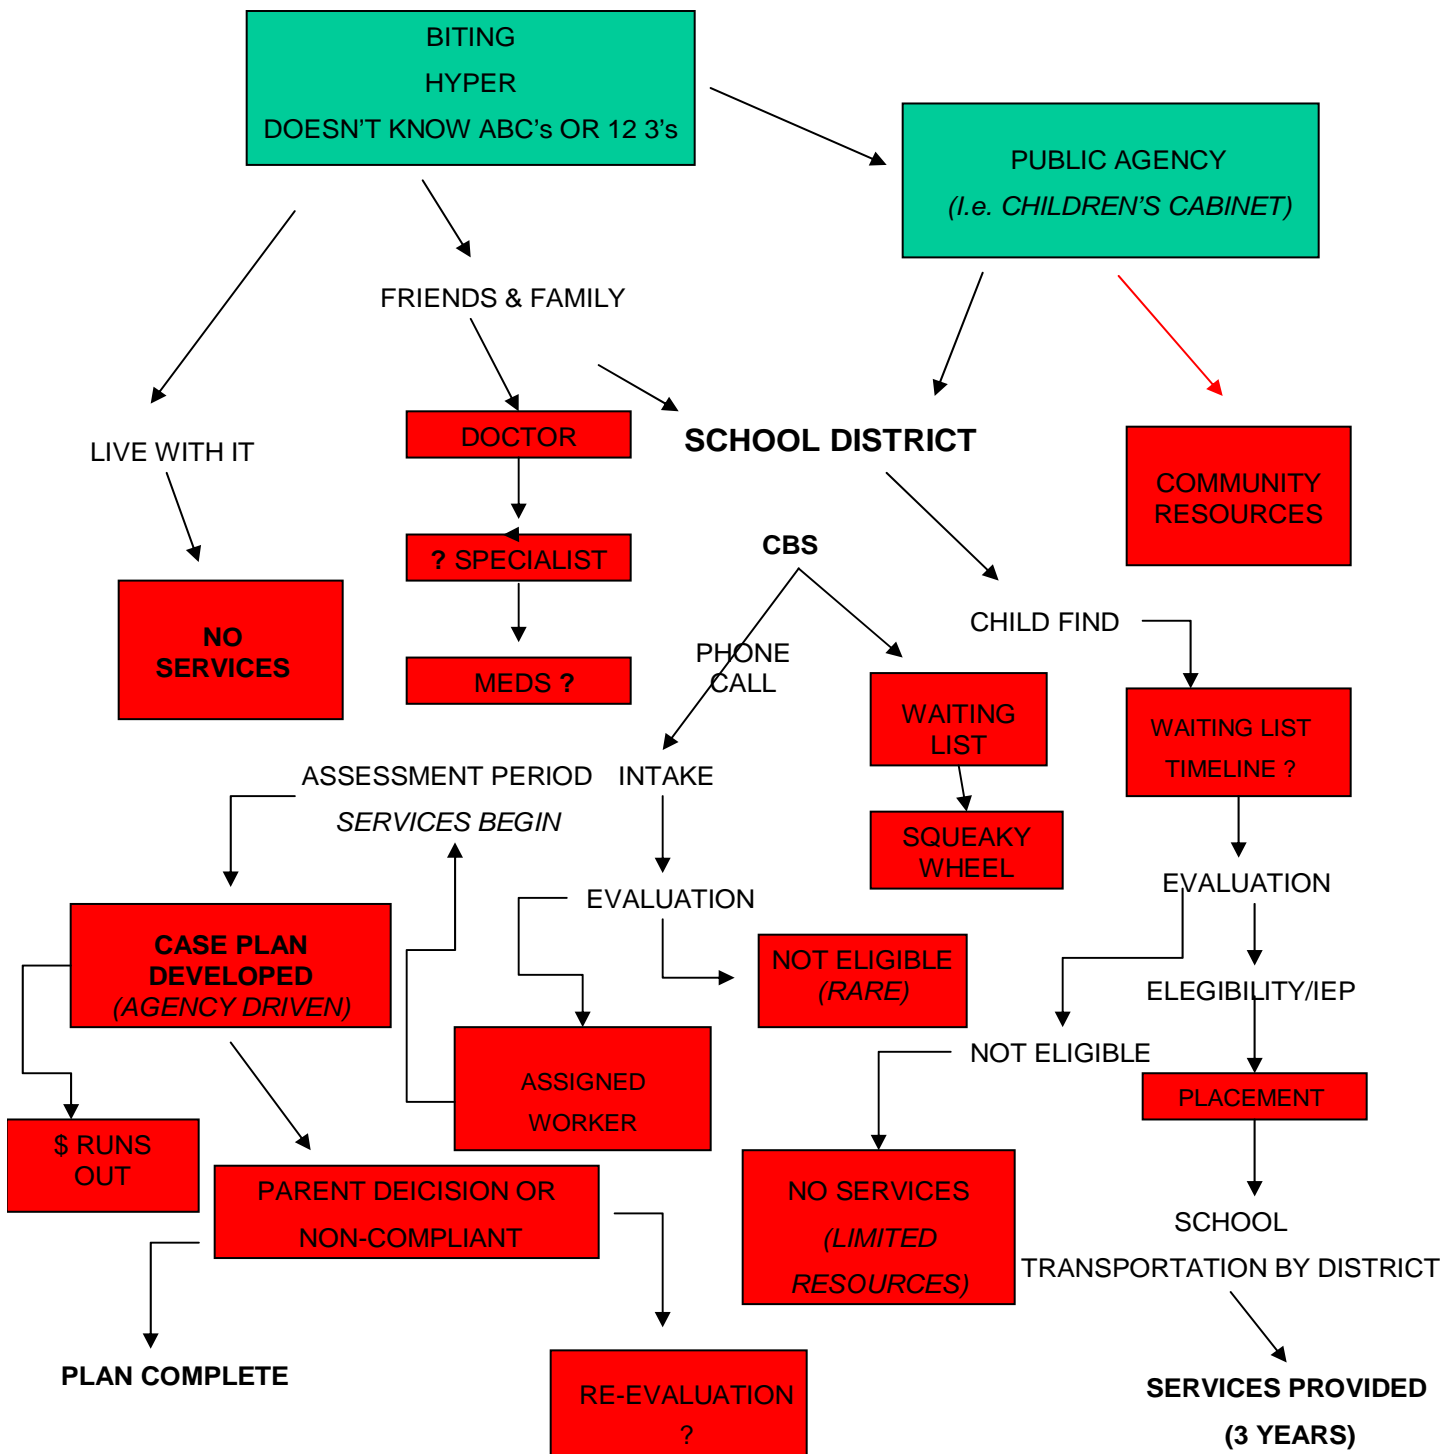 BITING
HYPER
DOESN'T KNOW ABC's OR 12 3's
PUBLIC AGENCY
(I.e. CHILDREN'S CABINET)
FRIENDS & FAMILY
LIVE WITH IT
DOCTOR
SCHOOL DISTRICT
COMMUNITY
RESOURCES
? SPECIALIST
CBS
NO
SERVICES
MEDS ?
PHONE
CALL
CHILD FIND
WAITING
LIST
WAITING LIST
TIMELINE ?
ASSESSMENT PERIOD
SERVICES BEGIN
INTAKE
SQUEAKY
WHEEL
EVALUATION
EVALUATION
CASE PLAN
DEVELOPED
(AGENCY DRIVEN)
NOT ELIGIBLE
(RARE)
ELEGIBILITY/IEP
NOT ELIGIBLE
ASSIGNED
WORKER
PLACEMENT
$ RUNS
OUT
PARENT DEICISION OR
NON-COMPLIANT
NO SERVICES
(LIMITED
RESOURCES)
SCHOOL
TRANSPORTATION BY DISTRICT
PLAN COMPLETE
RE-EVALUATION
?
SERVICES PROVIDED
(3 YEARS)